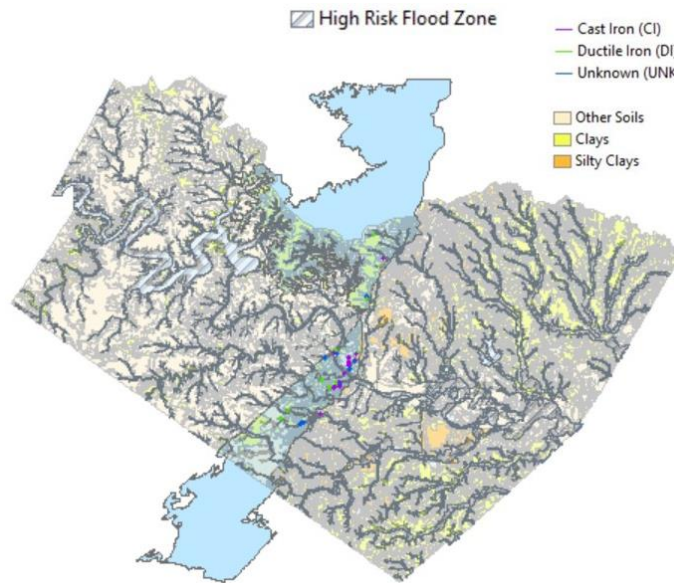 High Risk Flood Zone
Cast Iron (CI)
Ductile Iron (DI
Unknown (UNK
Other Soils
Clays
Silty Clays